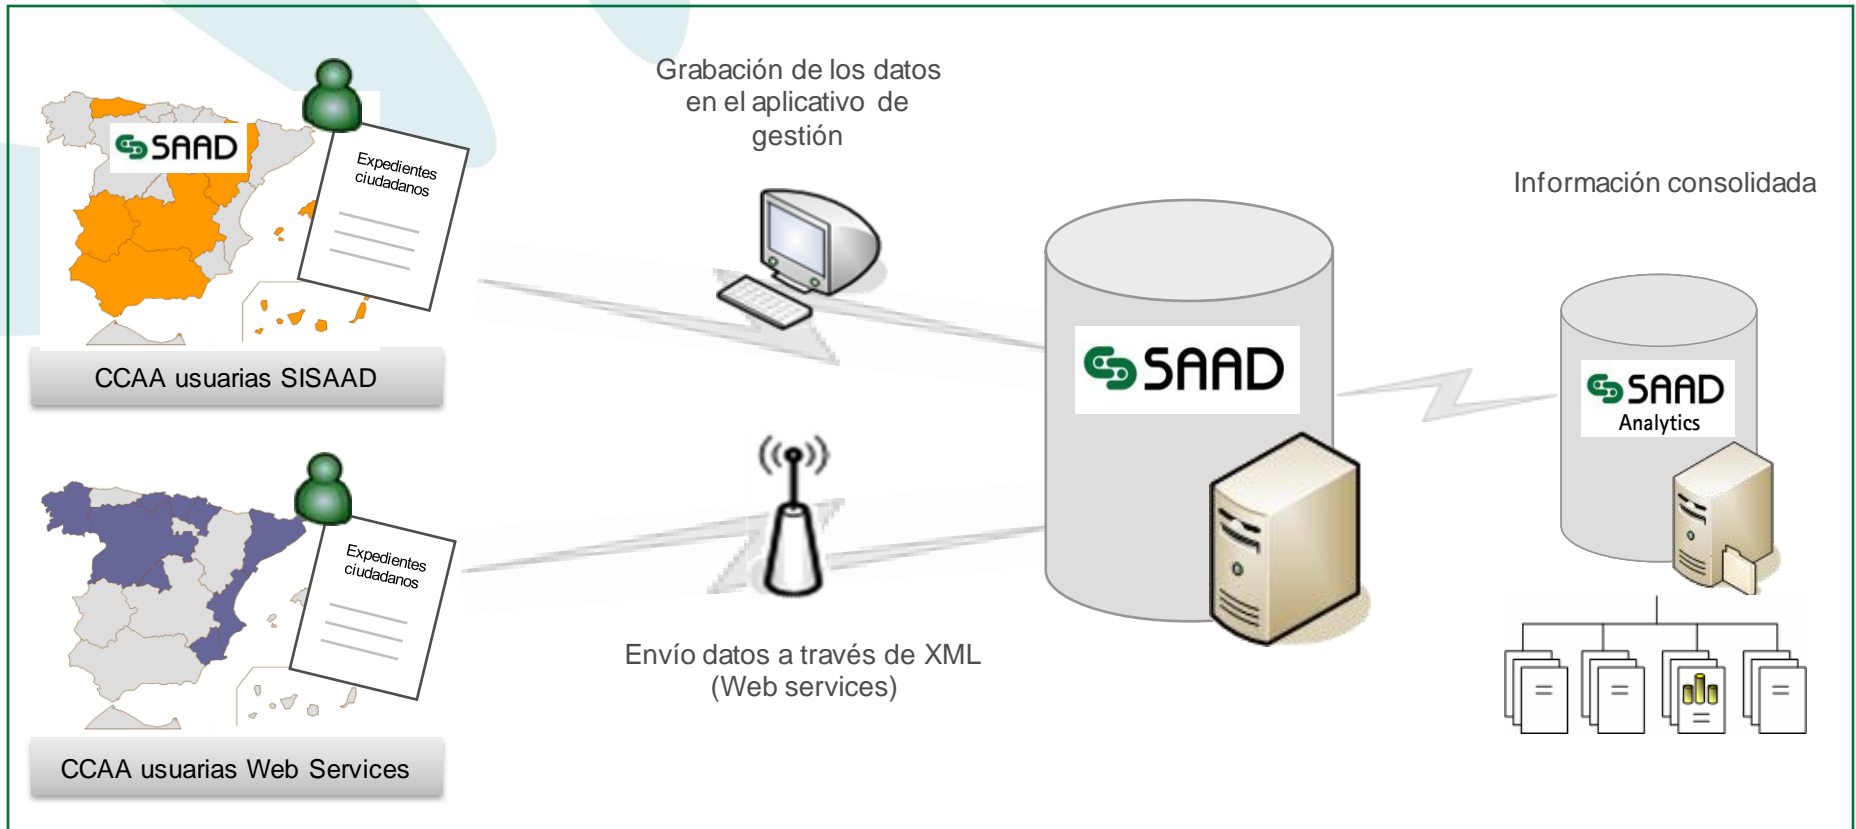 SAAD
Expedientes
ciudadanos
CCAA usuarias SISAAD
Grabación de los datos
en el aplicativo de
gestión
Expedientes
ciudadanos
CCAA usuarias Web Services
Envío datos a través de XML
(Web services)
SAAD
Información consolidada
SAAD
Analytics